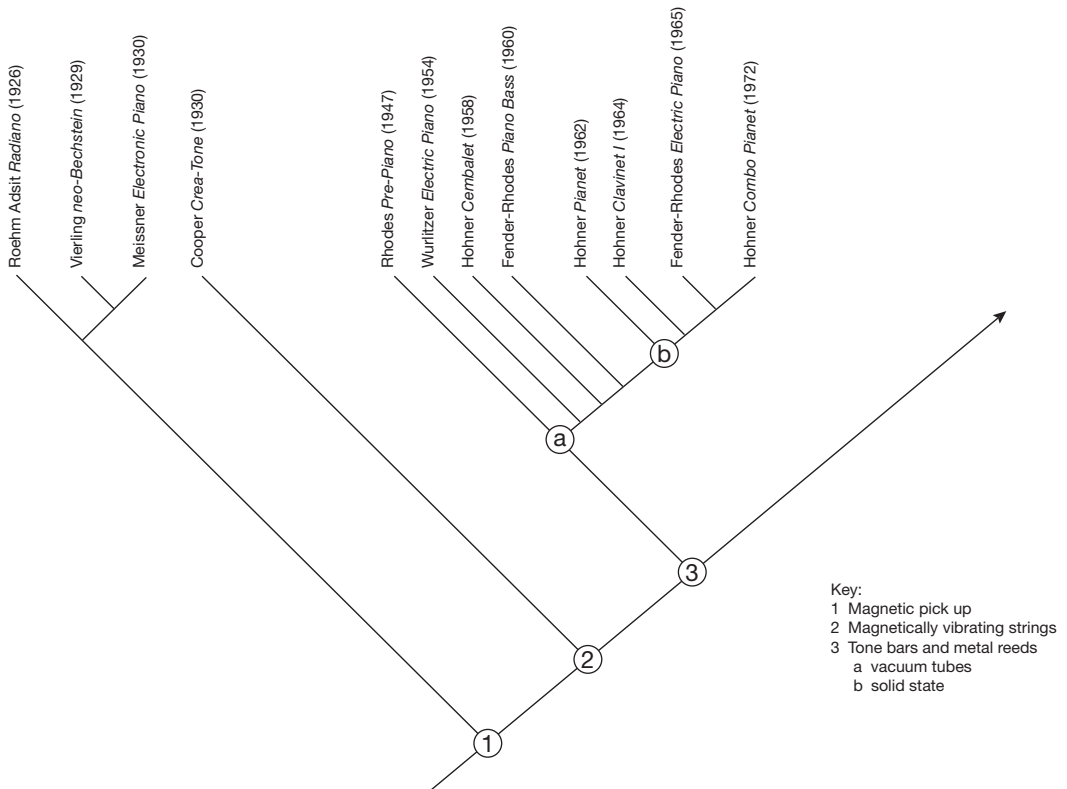 Roehm Adsit Radiano (1926)
Vierling neo-Bechstein (1929)
Meissner Electronic Piano (1930)
Cooper Crea-Tone (1930)
Rhodes Pre-Piano (1947)
Wurlitzer Electric Piano (1954)
Hohner Cembalet (1958)
Fender-Rhodes Piano Bass (1960)
Hohner Pianet (1962)
Hohner Clavinet I (1964)
Fender-Rhodes Electric Piano (1965)
Hohner Combo Pianet (1972)
b
a
3
2
1
Key:
1 Magnetic pick up
2 Magnetically vibrating strings
3 Tone bars and metal reeds
a vacuum tubes
b solid state